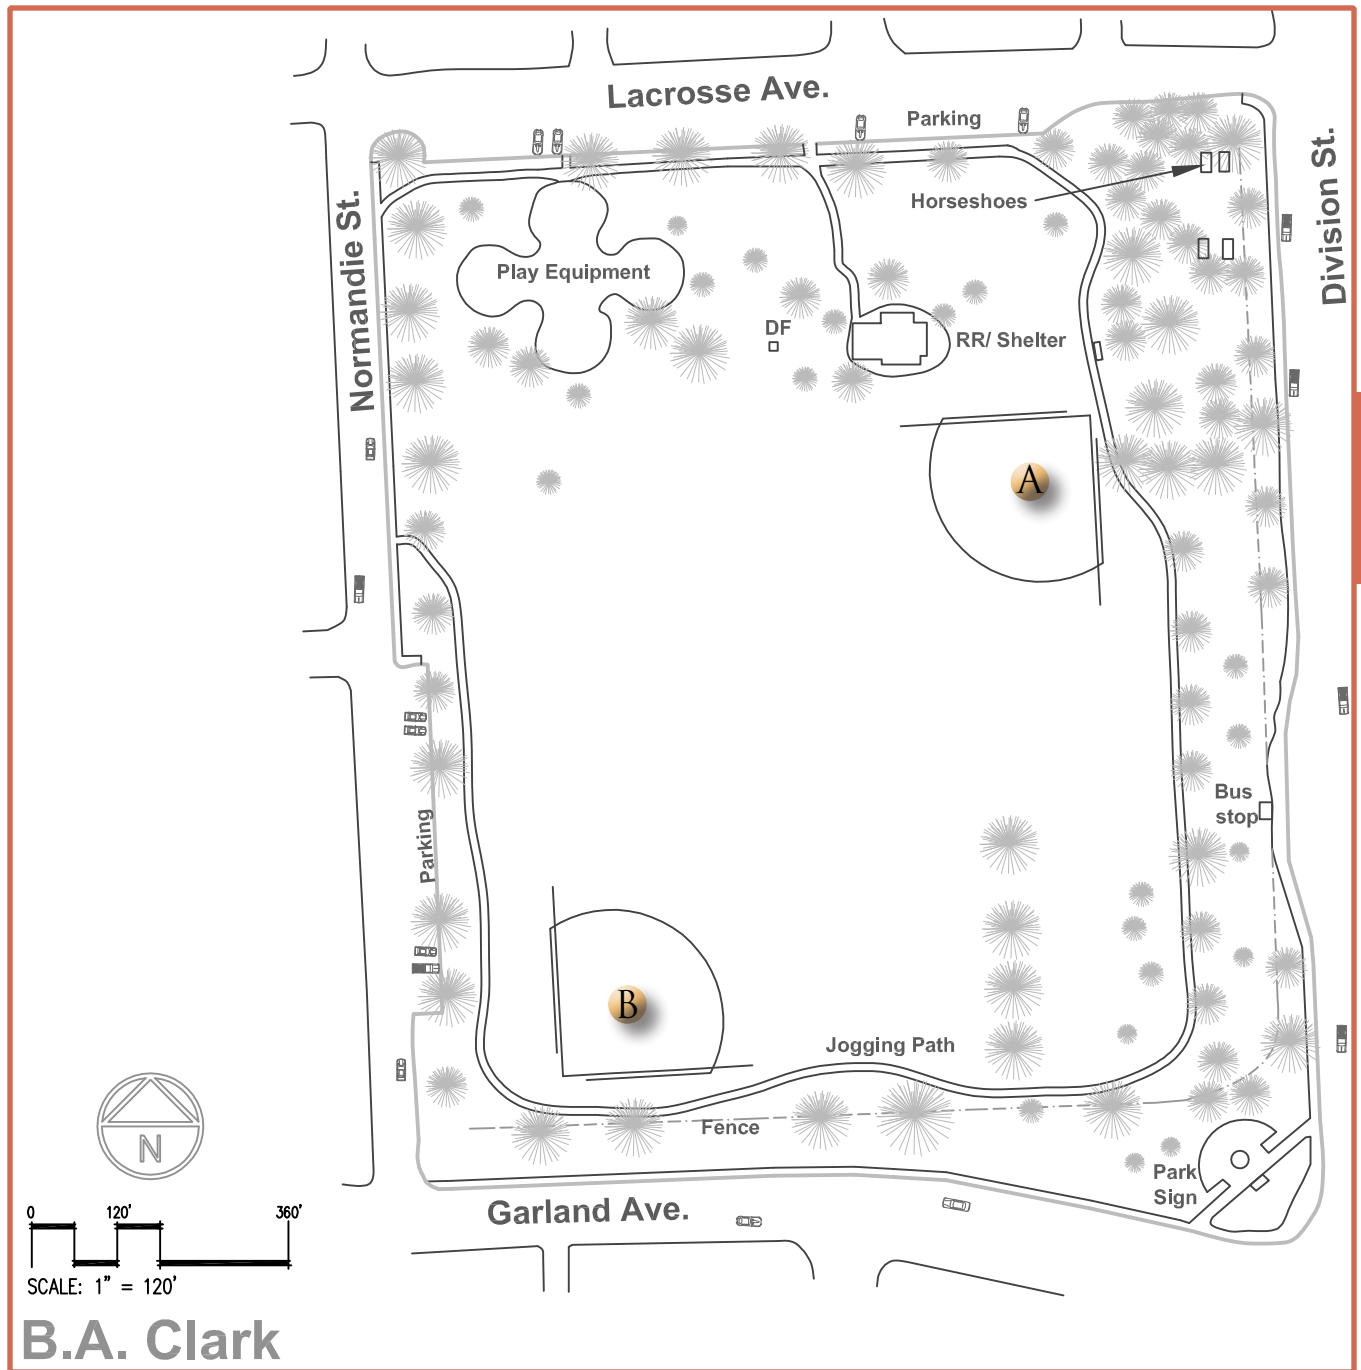 Lacrosse Ave.
Parking
Horseshoes
Division St.
Normandie St.
Play Equipment
DF
RR/ Shelter
A
Bus
stop
Parking
B
Jogging Path
Fence
Park
Sign
Garland Ave.
N
0 120' 360'
SCALE: 1" = 120'
B.A. Clark